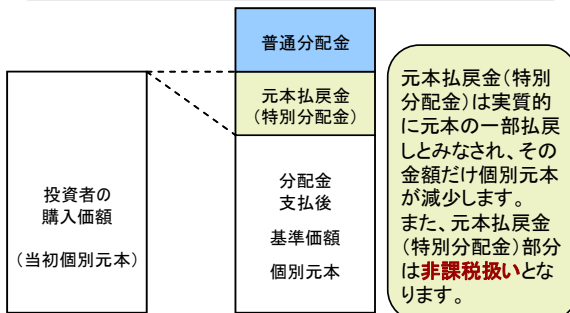 普通分配金
元本払戻金
(特別分配金)
投資者の
購入価額
(当初個別元本)
分配金
支払後
基準価額
個別元本
元本払戻金(特別
分配金)は実質的
に元本の一部払戻
しとみなされ、その
金額だけ個別元本
が減少します。
また、元本払戻金
(特別分配金)部分
は非課税扱いとな
ります。